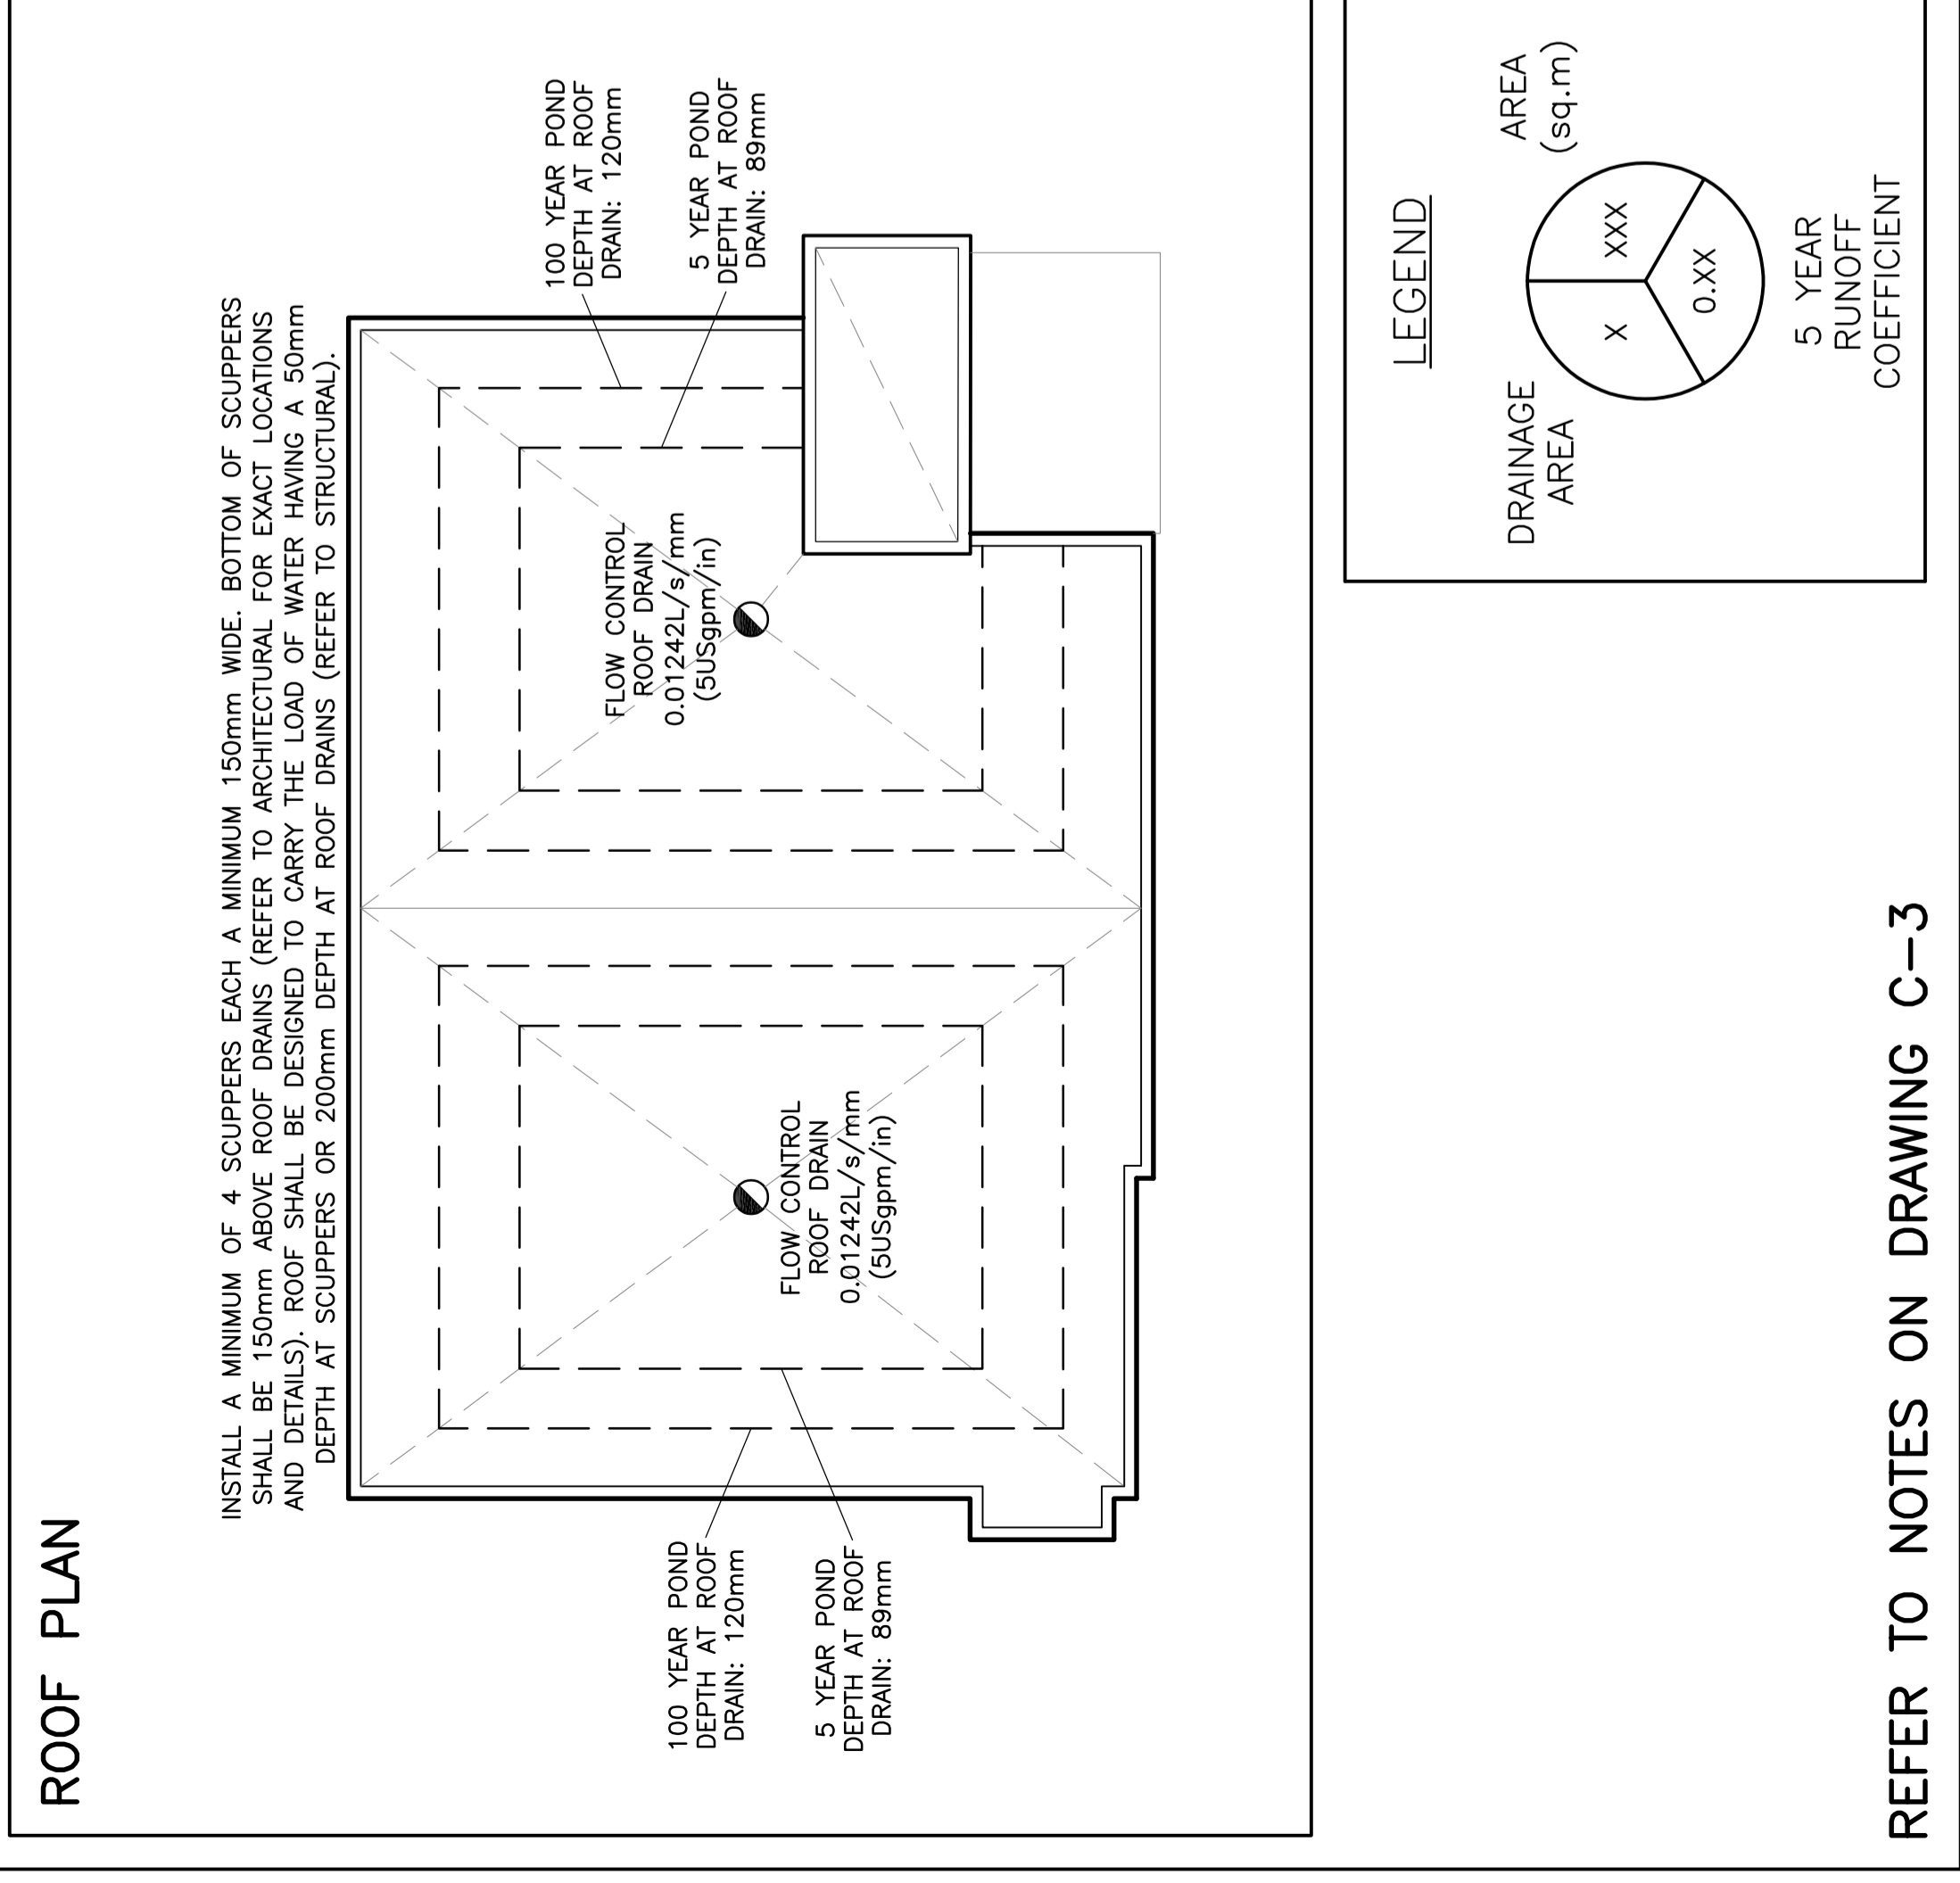 ROOF PLAN
INSTALL A MINIMUM OF 4 SCUPPERS EACH A MINIMUM 150mm WIDE. BOTTOM OF SCUPPERS
SHALL BE 150mm ABOVE ROOF DRAINS (REFER TO ARCHITECTURAL FOR EXACT LOCATIONS
AND DETAILS). ROOF SHALL BE DESIGNED TO CARRY THE LOAD OF WATER HAVING A 50mm
DEPTH AT SCUPPERS OR 200mm DEPTH AT ROOF DRAINS (REFER TO STRUCTURAL).
100 YEAR POND
DEPTH AT ROOF
DRAIN: 120mm
5 YEAR POND
DEPTH AT ROOF
DRAIN: 89mm
FLOW CONTROL
ROOF DRAIN
0.01242L/s/mm
(5USgpm/in)
FLOW CONTROL
ROOF DRAIN
0.01242L/s/mm
(5USgpm/in)
100 YEAR POND
DEPTH AT ROOF
DRAIN: 120mm
5 YEAR POND
DEPTH AT ROOF
DRAIN: 89mm
LEGEND
DRAINAGE
AREA
AREA
(sq.m)
X
XXX
0.XX
5 YEAR
RUNOFF
COEFFICIENT
REFER TO NOTES ON DRAWING C-3